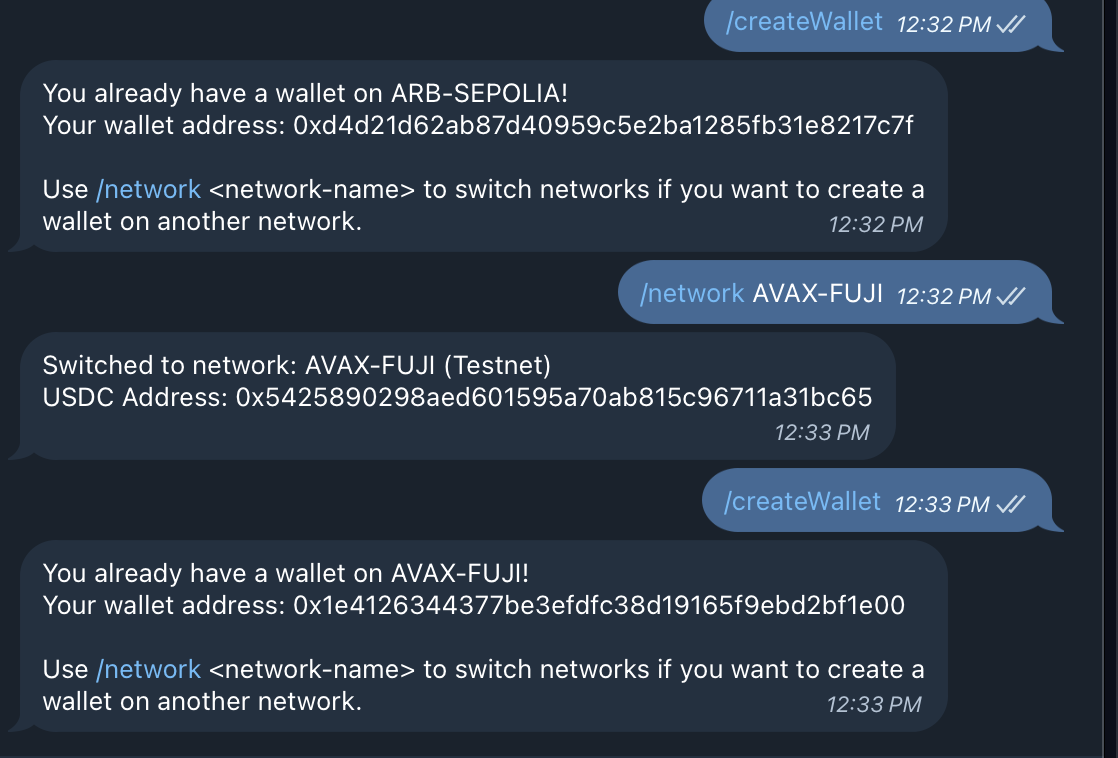 /createWallet 12:32 PM
You already have a wallet on ARB-SEPOLIA!
Your wallet address: 0xd4d21d62ab87d40959c5e2ba1285fb31e8217c7f
Use /network <network-name> to switch networks if you want to create a
wallet on another network.
12:32 PM
/network AVAX-FUJI 12:32 PM
Switched to network: AVAX-FUJI (Testnet)
USDC Address: 0x5425890298aed601595a70ab815c96711a31bc65
12:33 PM
/createWallet 12:33 PM
You already have a wallet on AVAX-FUJI!
Your wallet address: 0x1e4126344377be3efdfc38d19165f9ebd2bf1e00
Use /network <network-name> to switch networks if you want to create a
wallet on another network.
12:33 PM